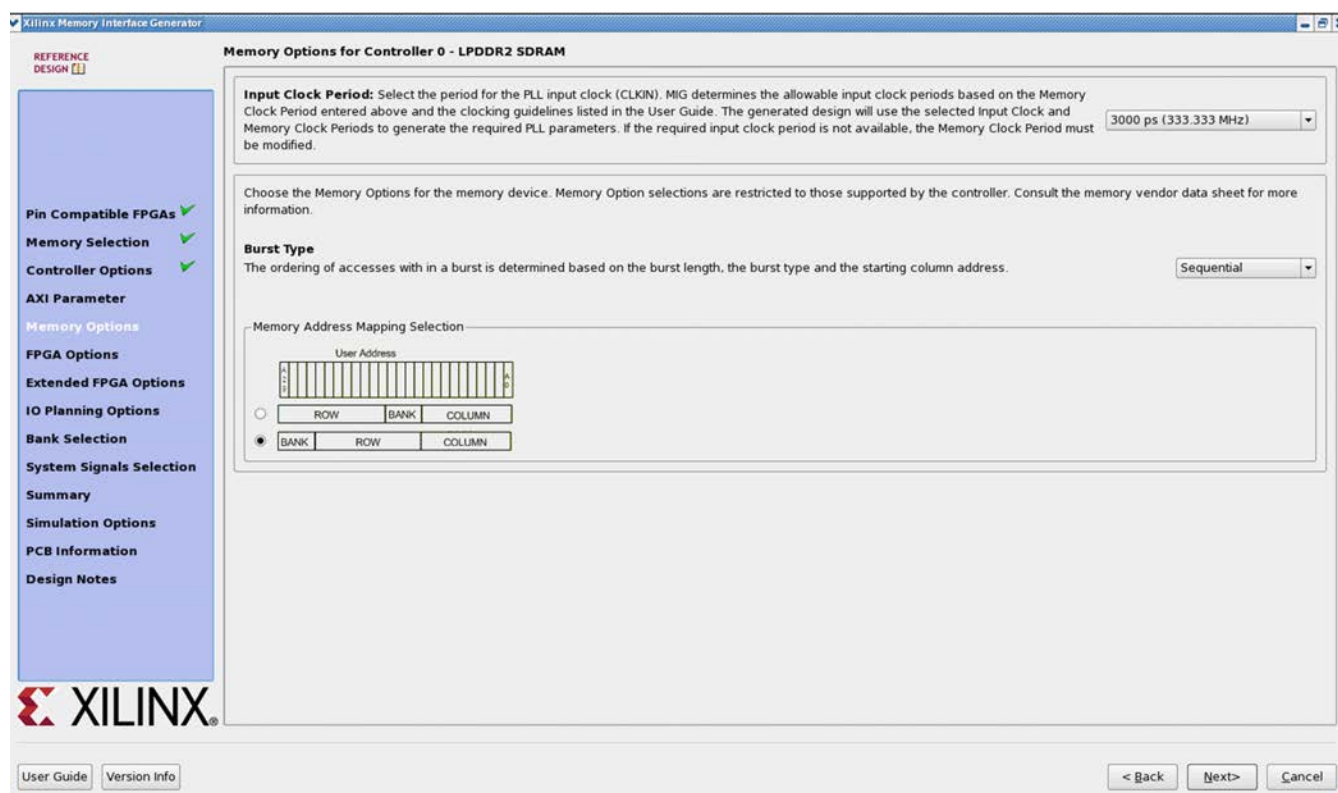 Xilinx Memory Interface Generator
REFERENCE
DESIGN
Memory Options for Controller 0 - LPDDR2 SDRAM
Input Clock Period: Select the period for the PLL input clock (CLKIN). MIG determines the allowable input clock periods based on the Memory
Clock Period entered above and the clocking guidelines listed in the User Guide. The generated design will use the selected Input Clock and
Memory Clock Periods to generate the required PLL parameters. If the required input clock period is not available, the Memory Clock Period must
be modified.
3000 ps (333.333 MHz)
Choose the Memory Options for the memory device. Memory Option selections are restricted to those supported by the controller. Consult the memory vendor data sheet for more
information.
Burst Type
The ordering of accesses with in a burst is determined based on the burst length, the burst type and the starting column address.
Sequential
Memory Address Mapping Selection
User Address
ROW BANK COLUMN
BANK ROW COLUMN
Pin Compatible FPGAs
Memory Selection
Controller Options
AXI Parameter
Memory Options
FPGA Options
Extended FPGA Options
IO Planning Options
Bank Selection
System Signals Selection
Summary
Simulation Options
PCB Information
Design Notes
XILINX®
User Guide
Version Info
< Back
Next>
Cancel